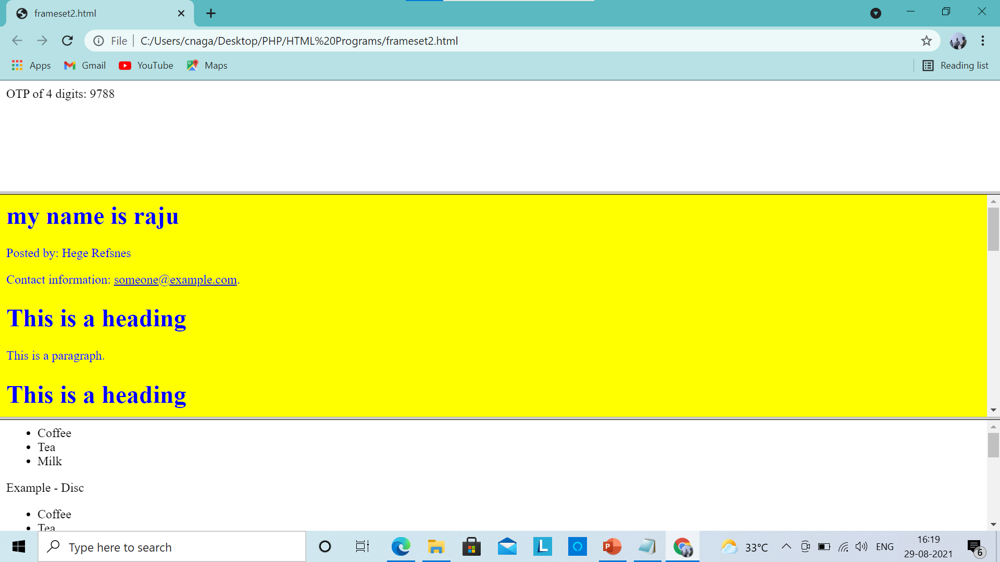 frameset2.html
File
C:/Users/cnaga/Desktop/PHP/HTML%20Programs/frameset2.html
Apps
Gmail
YouTube
Maps
Reading list
OTP of 4 digits: 9788
my name is raju
Posted by: Hege Refsnes
Contact information: someone@example.com.
This is a heading
This is a paragraph.
This is a heading
• Coffee
• Tea
• Milk
Example - Disc
• Coffee
• Tea
Type here to search
L
P
33°C
ENG
16:19
29-08-2021
6